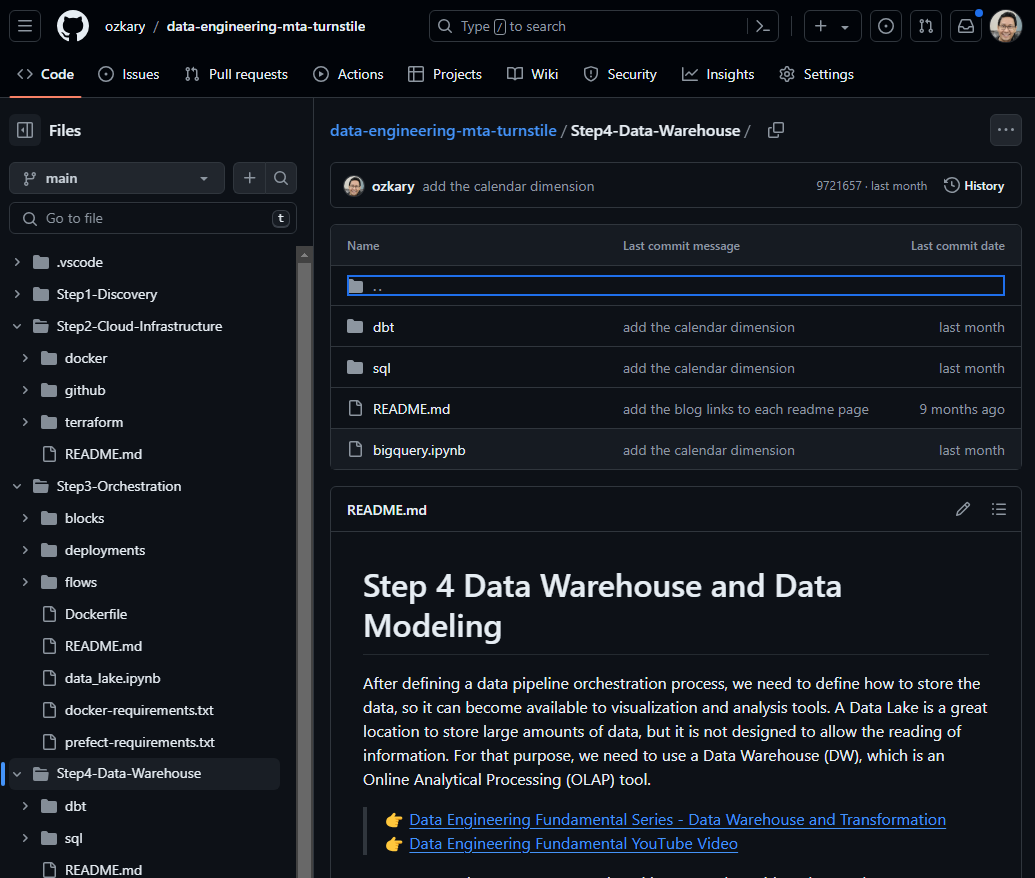 ozkary / data-engineering-mta-turnstile
Type / to search
Code
Issues
Pull requests
Actions
Projects
Wiki
Security
Insights
Settings
Files
main
Go to file
t
.vscode
Step1-Discovery
Step2-Cloud-Infrastructure
docker
github
terraform
README.md
Step3-Orchestration
blocks
deployments
flows
Dockerfile
README.md
data_lake.ipynb
docker-requirements.txt
prefect-requirements.txt
Step4-Data-Warehouse
dbt
sql
README.md
data-engineering-mta-turnstile / Step4-Data-Warehouse /
ozkary add the calendar dimension
9721657 · last month
History
Name Last commit message Last commit date
..
dbt add the calendar dimension last month
sql add the calendar dimension last month
README.md add the blog links to each readme page 9 months ago
bigquery.ipynb add the calendar dimension last month
README.md
Step 4 Data Warehouse and Data
Modeling
After defining a data pipeline orchestration process, we need to define how to store the
data, so it can become available to visualization and analysis tools. A Data Lake is a great
location to store large amounts of data, but it is not designed to allow the reading of
information. For that purpose, we need to use a Data Warehouse (DW), which is an
Online Analytical Processing (OLAP) tool.
👉 Data Engineering Fundamental Series - Data Warehouse and Transformation
👉 Data Engineering Fundamental YouTube Video